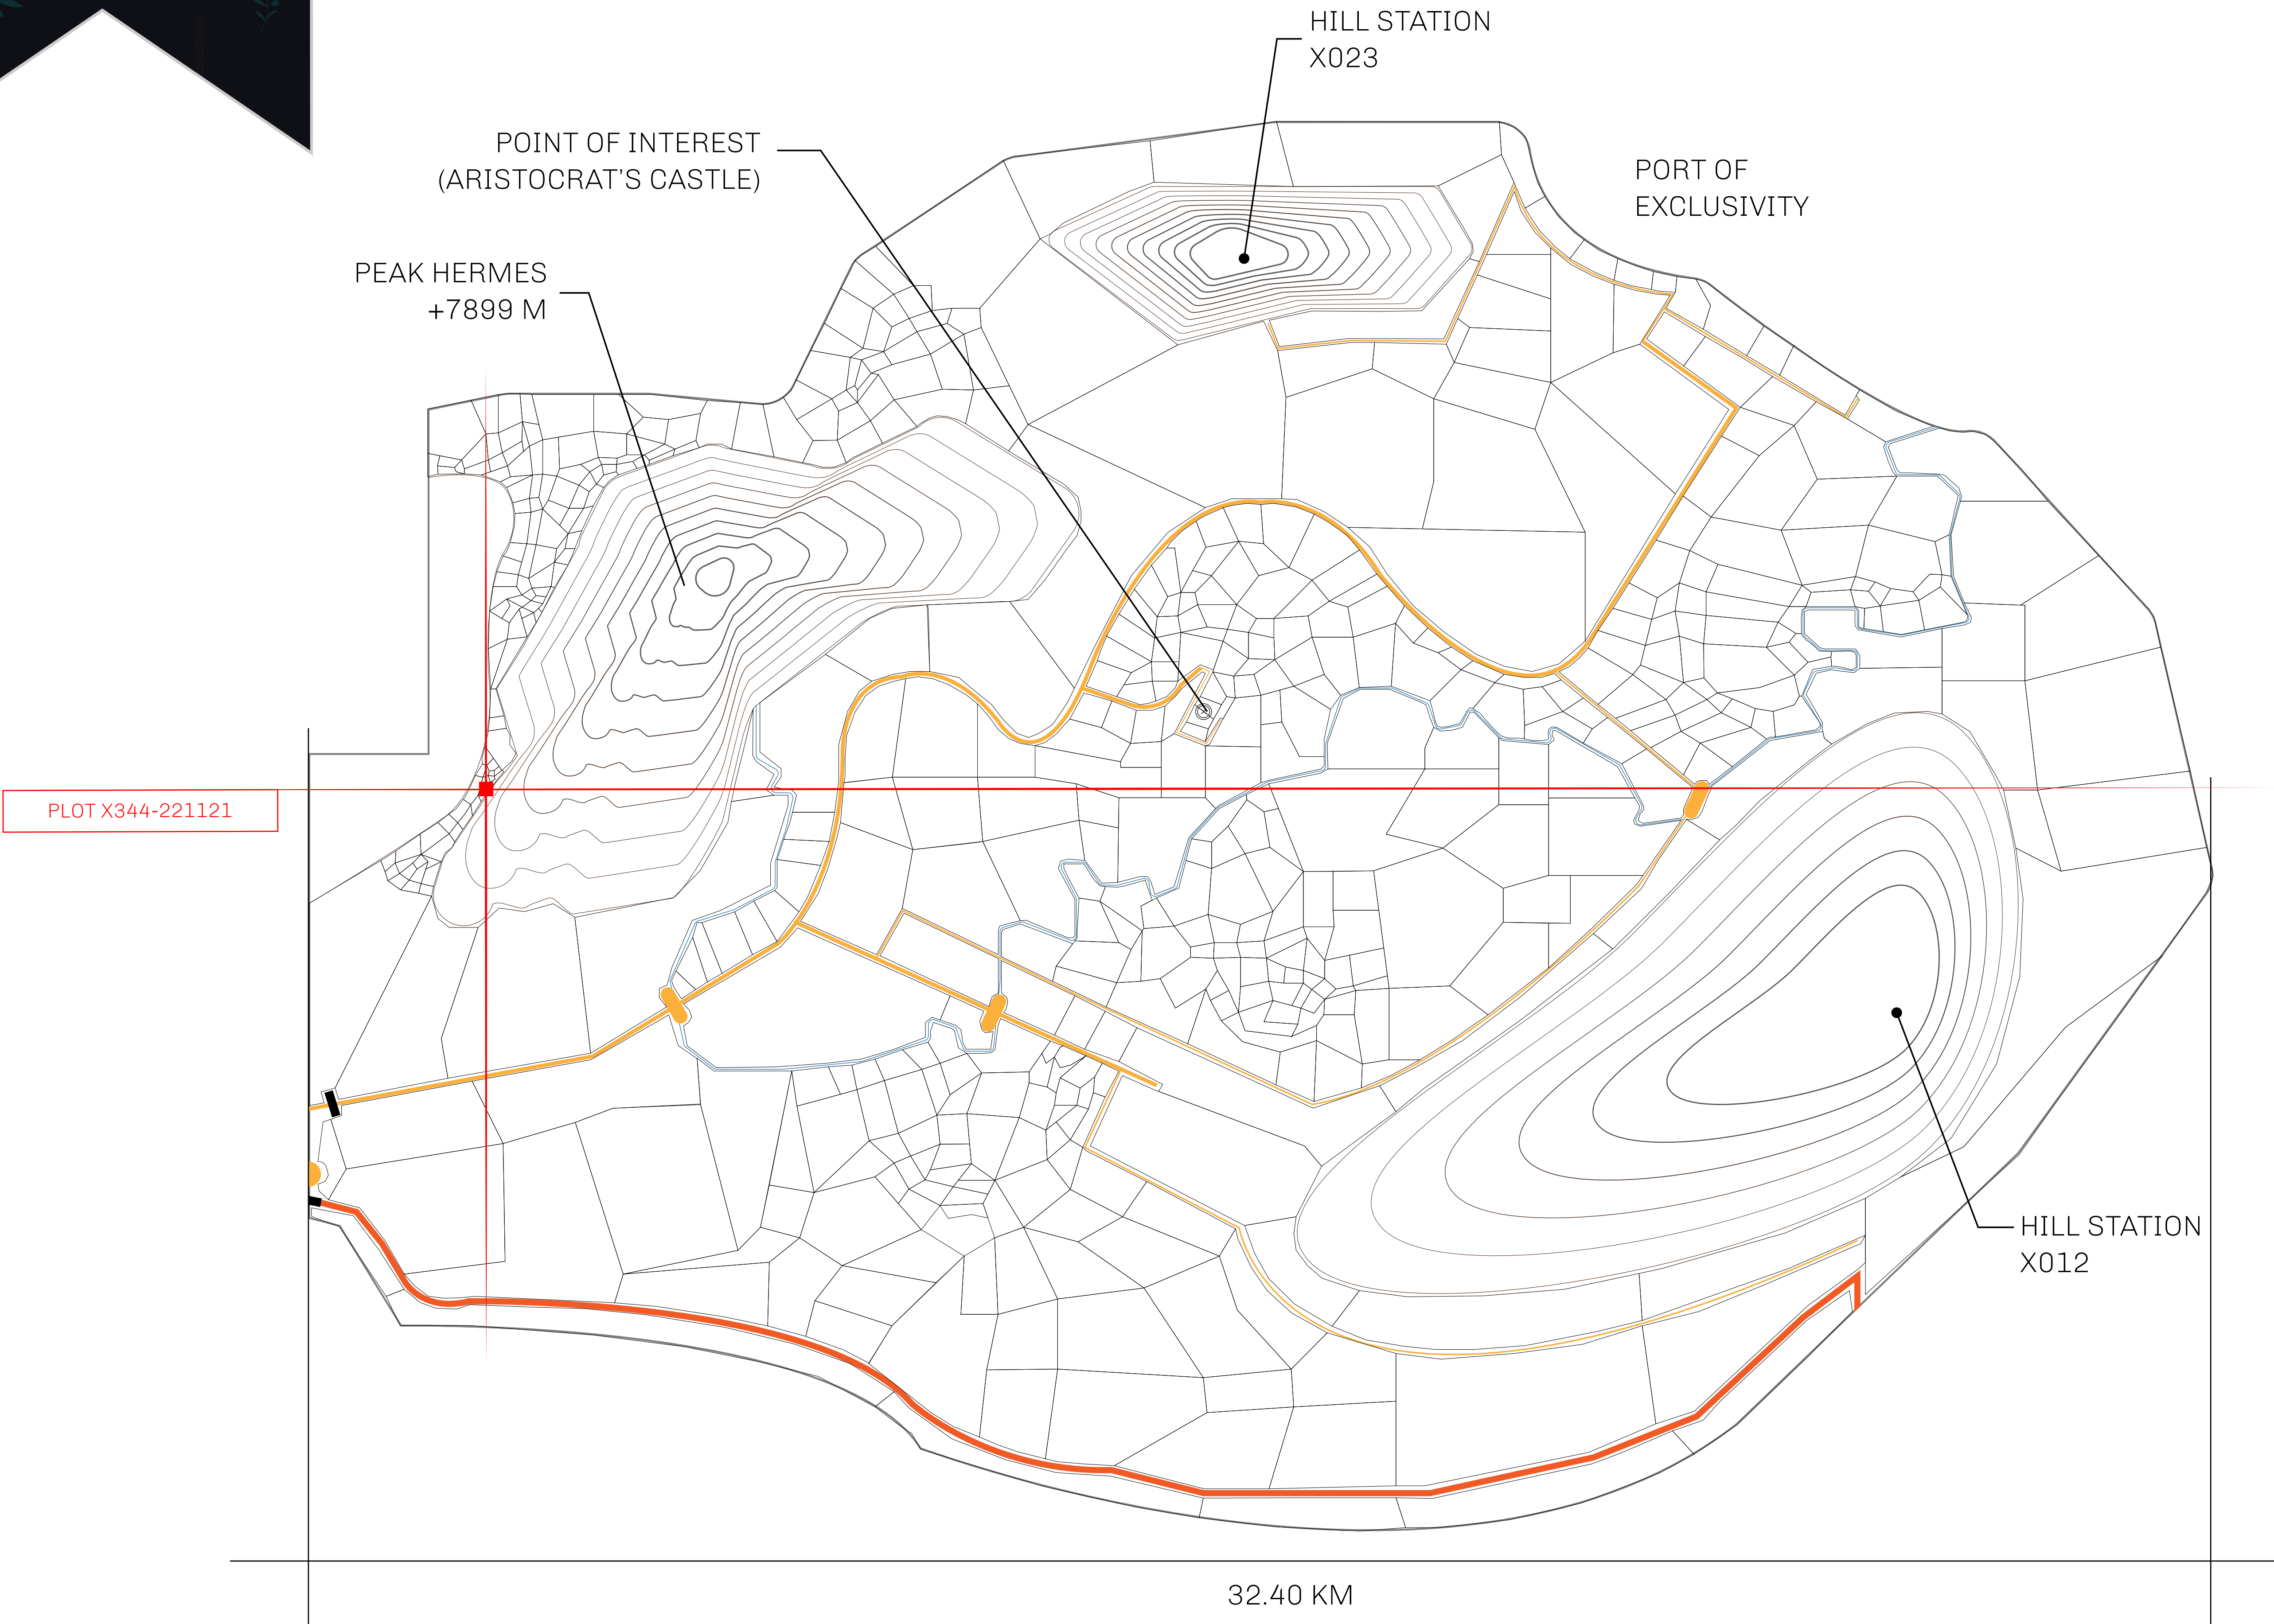 HILL STATION
X023
POINT OF INTEREST
(ARISTOCRAT'S CASTLE)
PORT OF
EXCLUSIVITY
PEAK HERMES
+7899 M
PLOT X344-221121
HILL STATION
X012
32.40 KM